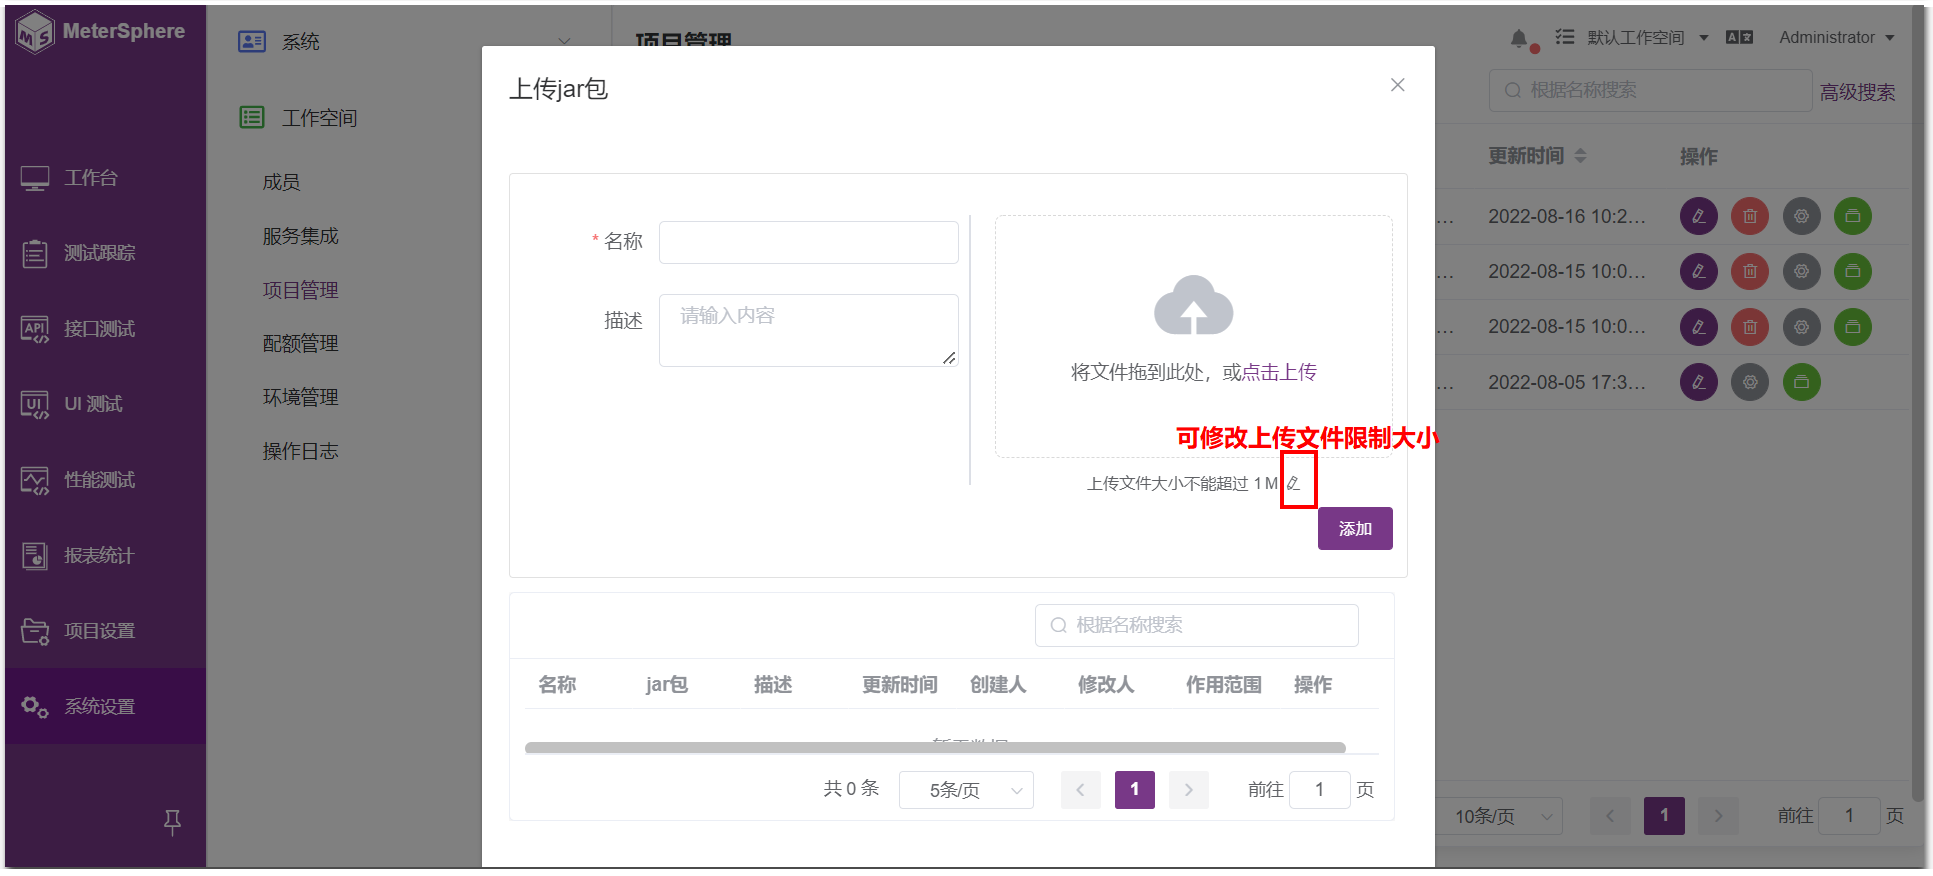 MeterSphere
工作台
测试跟踪
API
接口测试
UI
UI 测试
性能测试
报表统计
项目设置
系统设置
系统
工作空间
成员
服务集成
项目管理
配额管理
环境管理
操作日志
项目管理
默认工作空间
Administrator
根据名称搜索
高级搜索
更新时间
操作
... 2022-08-16 10:2...
... 2022-08-15 10:0...
... 2022-08-15 10:0...
... 2022-08-05 17:3...
10条/页
1
前往 1 页
上传jar包
* 名称
描述
请输入内容
将文件拖到此处，或点击上传
可修改上传文件限制大小
上传文件大小不能超过 1 M
添加
根据名称搜索
名称 jar包 描述 更新时间 创建人 修改人 作用范围 操作
暂无数据
共 0 条 5条/页 1 前往 1 页